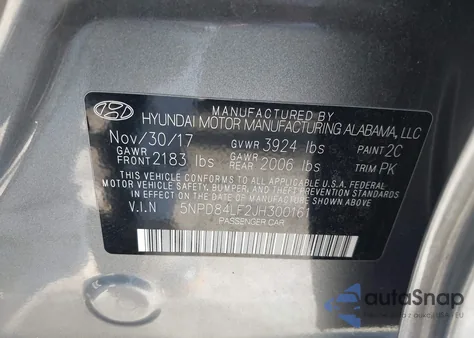 MANUFACTURED BY
HYUNDAI MOTOR MANUFACTURING ALABAMA, LLC
Nov/30/17 GVWR 3924 lbs PAINT 2C
GAWR FRONT 2183 lbs GAWR REAR 2006 lbs TRIM PK
THIS VEHICLE CONFORMS TO ALL APPLICABLE U.S.A. FEDERAL
MOTOR VEHICLE SAFETY, BUMPER, AND THEFT PREVENTION STANDARDS
IN EFFECT ON THE DATE OF MANUFACTURE SHOWN ABOVE.
V.I.N 5NPD84LF2JH300161
PASSENGER CAR
autaSnap